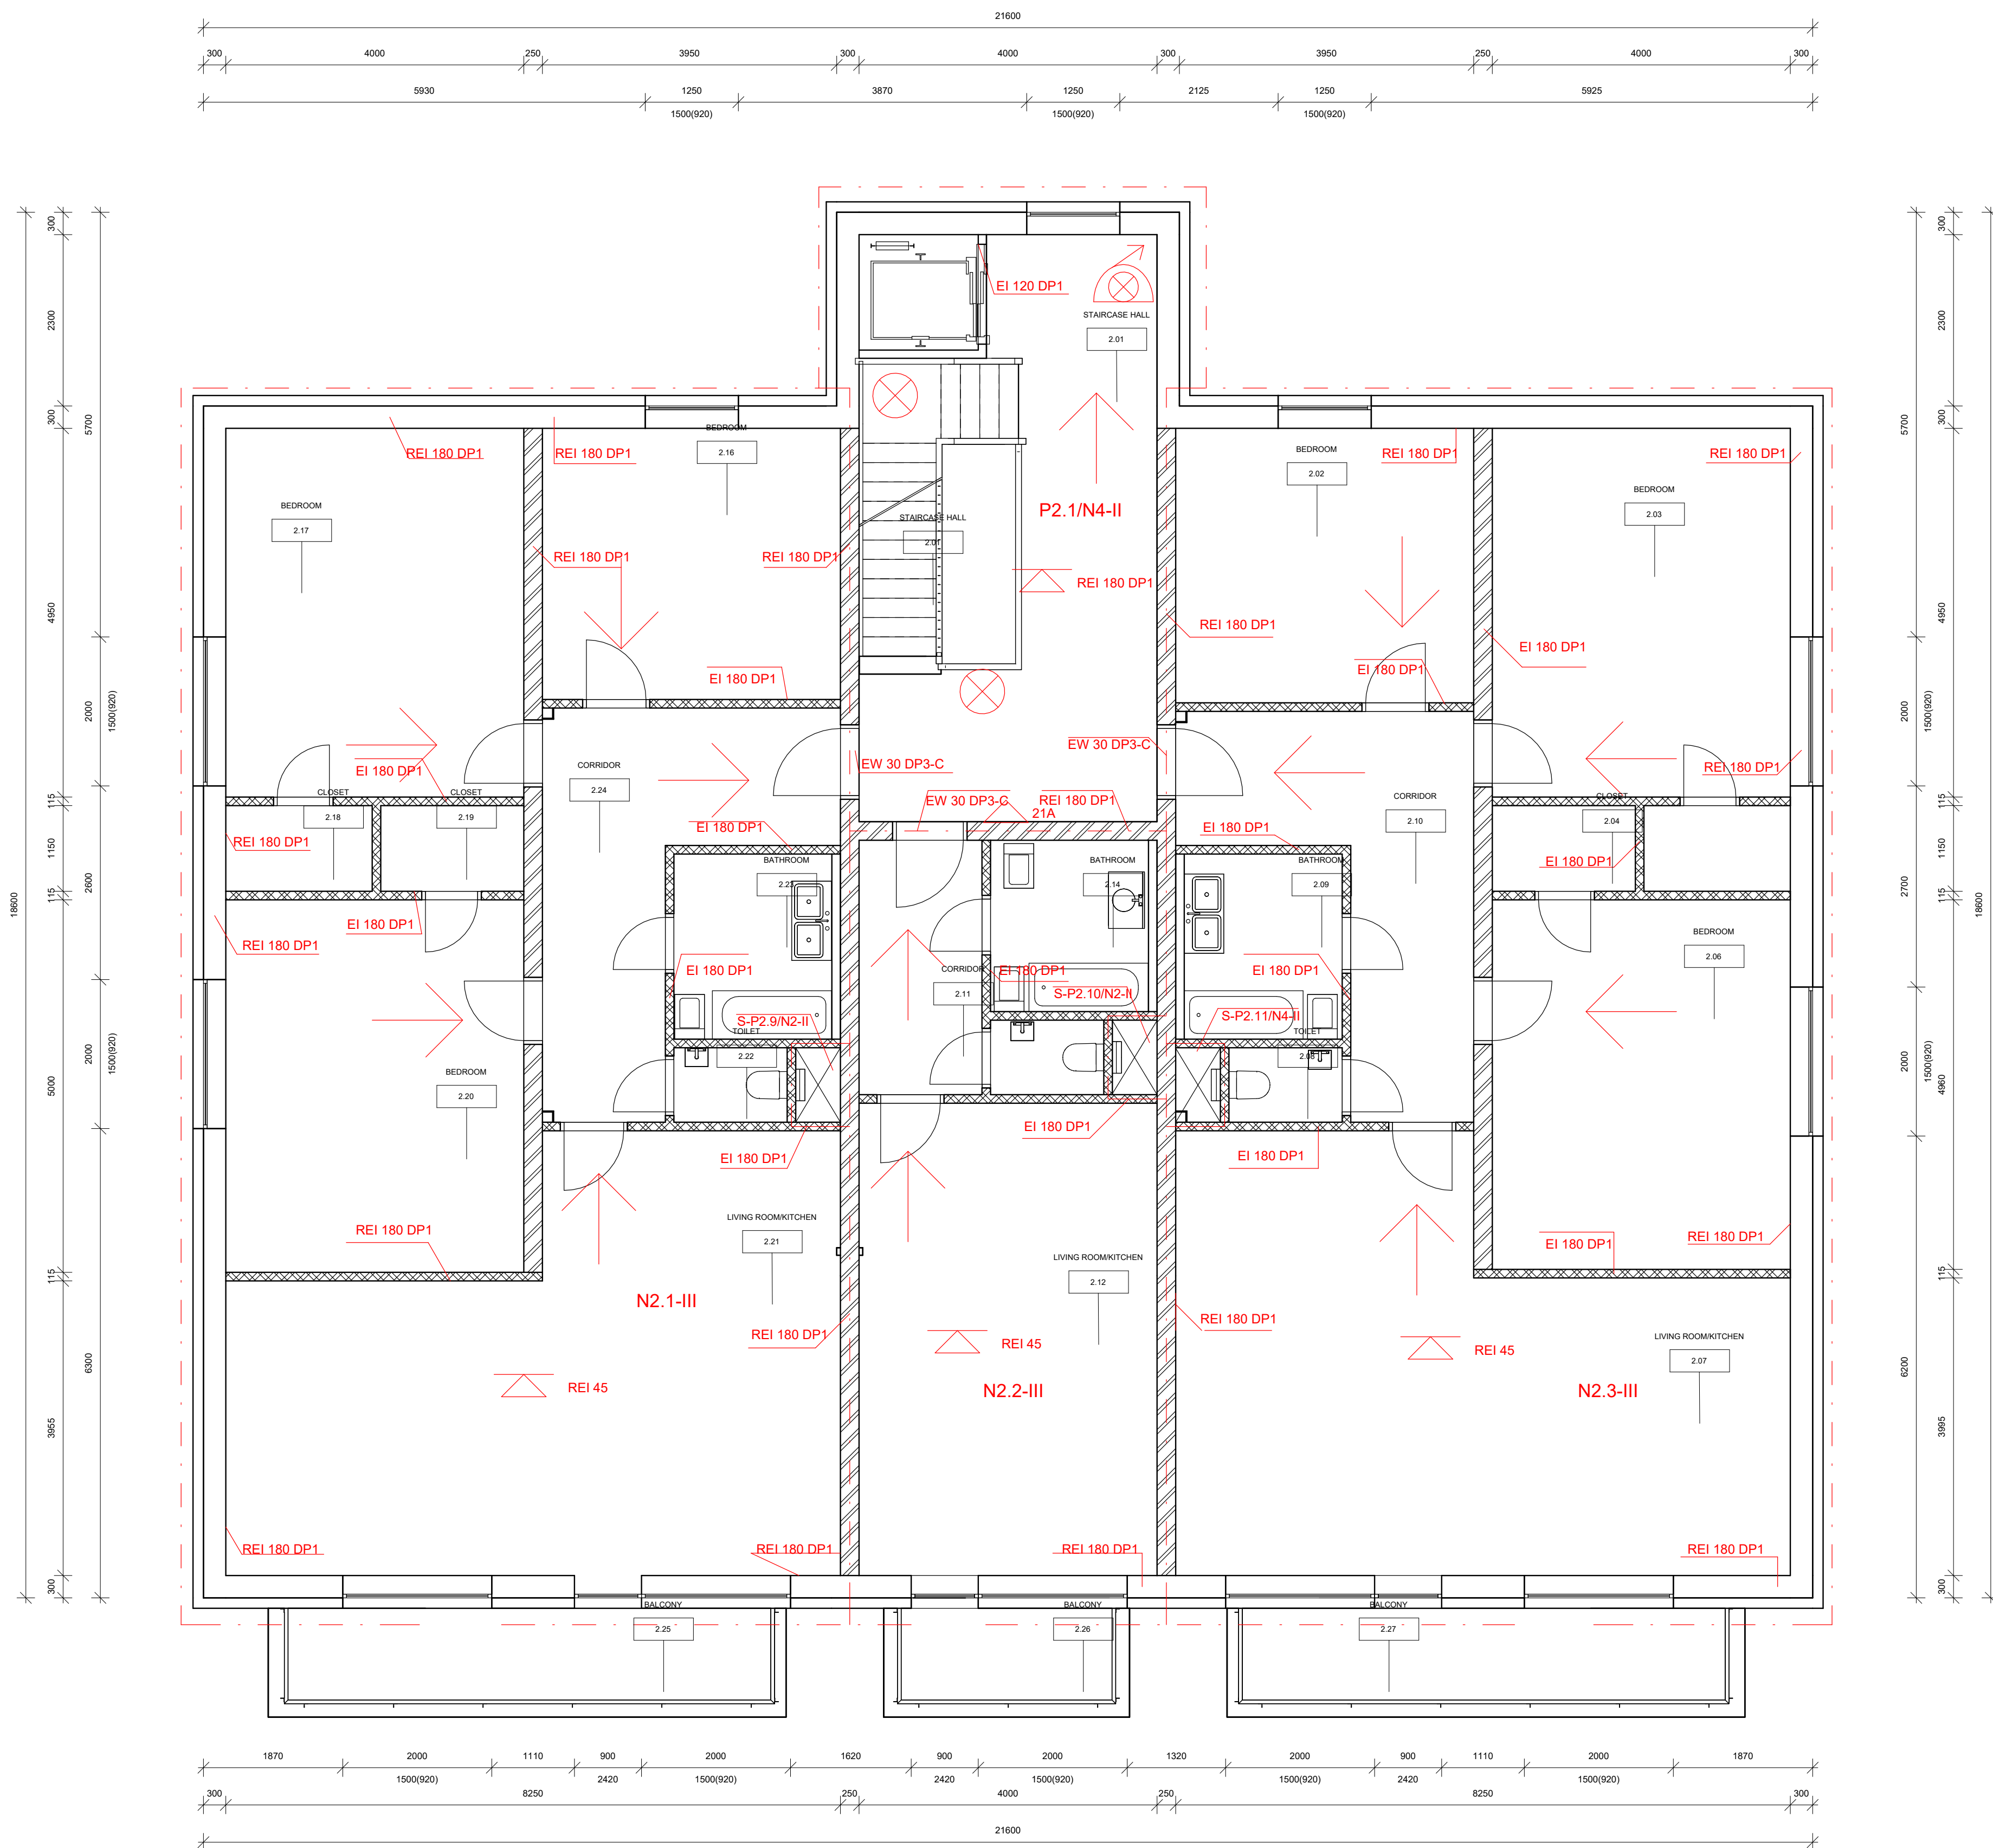 21600
300 4000 250 3950 300 4000 300 3950 250 4000 300
5930 1250 3870 1250 2125 1250 5925
1500(920) 1500(920) 1500(920)
300
2300
300
5700
4950
2000
1500(920)
115
1150
115
2600
18600
2000
1500(920)
5000
115
6300
3955
300
300
2300
300
5700
4950
2000
1500(920)
115
1150
115
2700
18600
2000
1500(920)
4960
115
6200
3995
300
EI 120 DP1
STAIRCASE HALL
2.01
REI 180 DP1
REI 180 DP1
BEDROOM
2.16
BEDROOM
2.02
REI 180 DP1
REI 180 DP1
BEDROOM
2.17
BEDROOM
2.03
P2.1/N4-II
STAIRCASE HALL
2.01
REI 180 DP1
REI 180 DP1
REI 180 DP1
REI 180 DP1
EI 180 DP1
EI 180 DP1
EI 180 DP1
EW 30 DP3-C
EW 30 DP3-C
CORRIDOR
2.24
EI 180 DP1
REI 180 DP1
CLOSET
2.18
CLOSET
2.19
EW 30 DP3-C
REI 180 DP1
21A
CORRIDOR
2.10
CLOSET
2.04
EI 180 DP1
EI 180 DP1
REI 180 DP1
EI 180 DP1
BATHROOM
2.23
BATHROOM
2.14
BATHROOM
2.09
EI 180 DP1
REI 180 DP1
BEDROOM
2.06
EI 180 DP1
CORRIDOR
2.11
EI 180 DP1
EI 180 DP1
S-P2.9/N2-II
S-P2.10/N2-II
S-P2.11/N4-II
TOILET
2.22
TOILET
2.08
BEDROOM
2.20
EI 180 DP1
EI 180 DP1
EI 180 DP1
REI 180 DP1
LIVING ROOM/KITCHEN
2.21
LIVING ROOM/KITCHEN
2.12
EI 180 DP1
REI 180 DP1
N2.1-III
REI 180 DP1
REI 180 DP1
REI 45
REI 45
LIVING ROOM/KITCHEN
2.07
REI 45
N2.2-III
N2.3-III
REI 180 DP1
REI 180 DP1
REI 180 DP1
REI 180 DP1
BALCONY
2.25
BALCONY
2.26
BALCONY
2.27
1870 2000 1110 900 2000 1620 900 2000 1320 2000 900 1110 2000 1870
1500(920) 2420 1500(920) 2420 1500(920) 1500(920) 2420 1500(920)
300 8250 250 4000 250 8250 300
21600